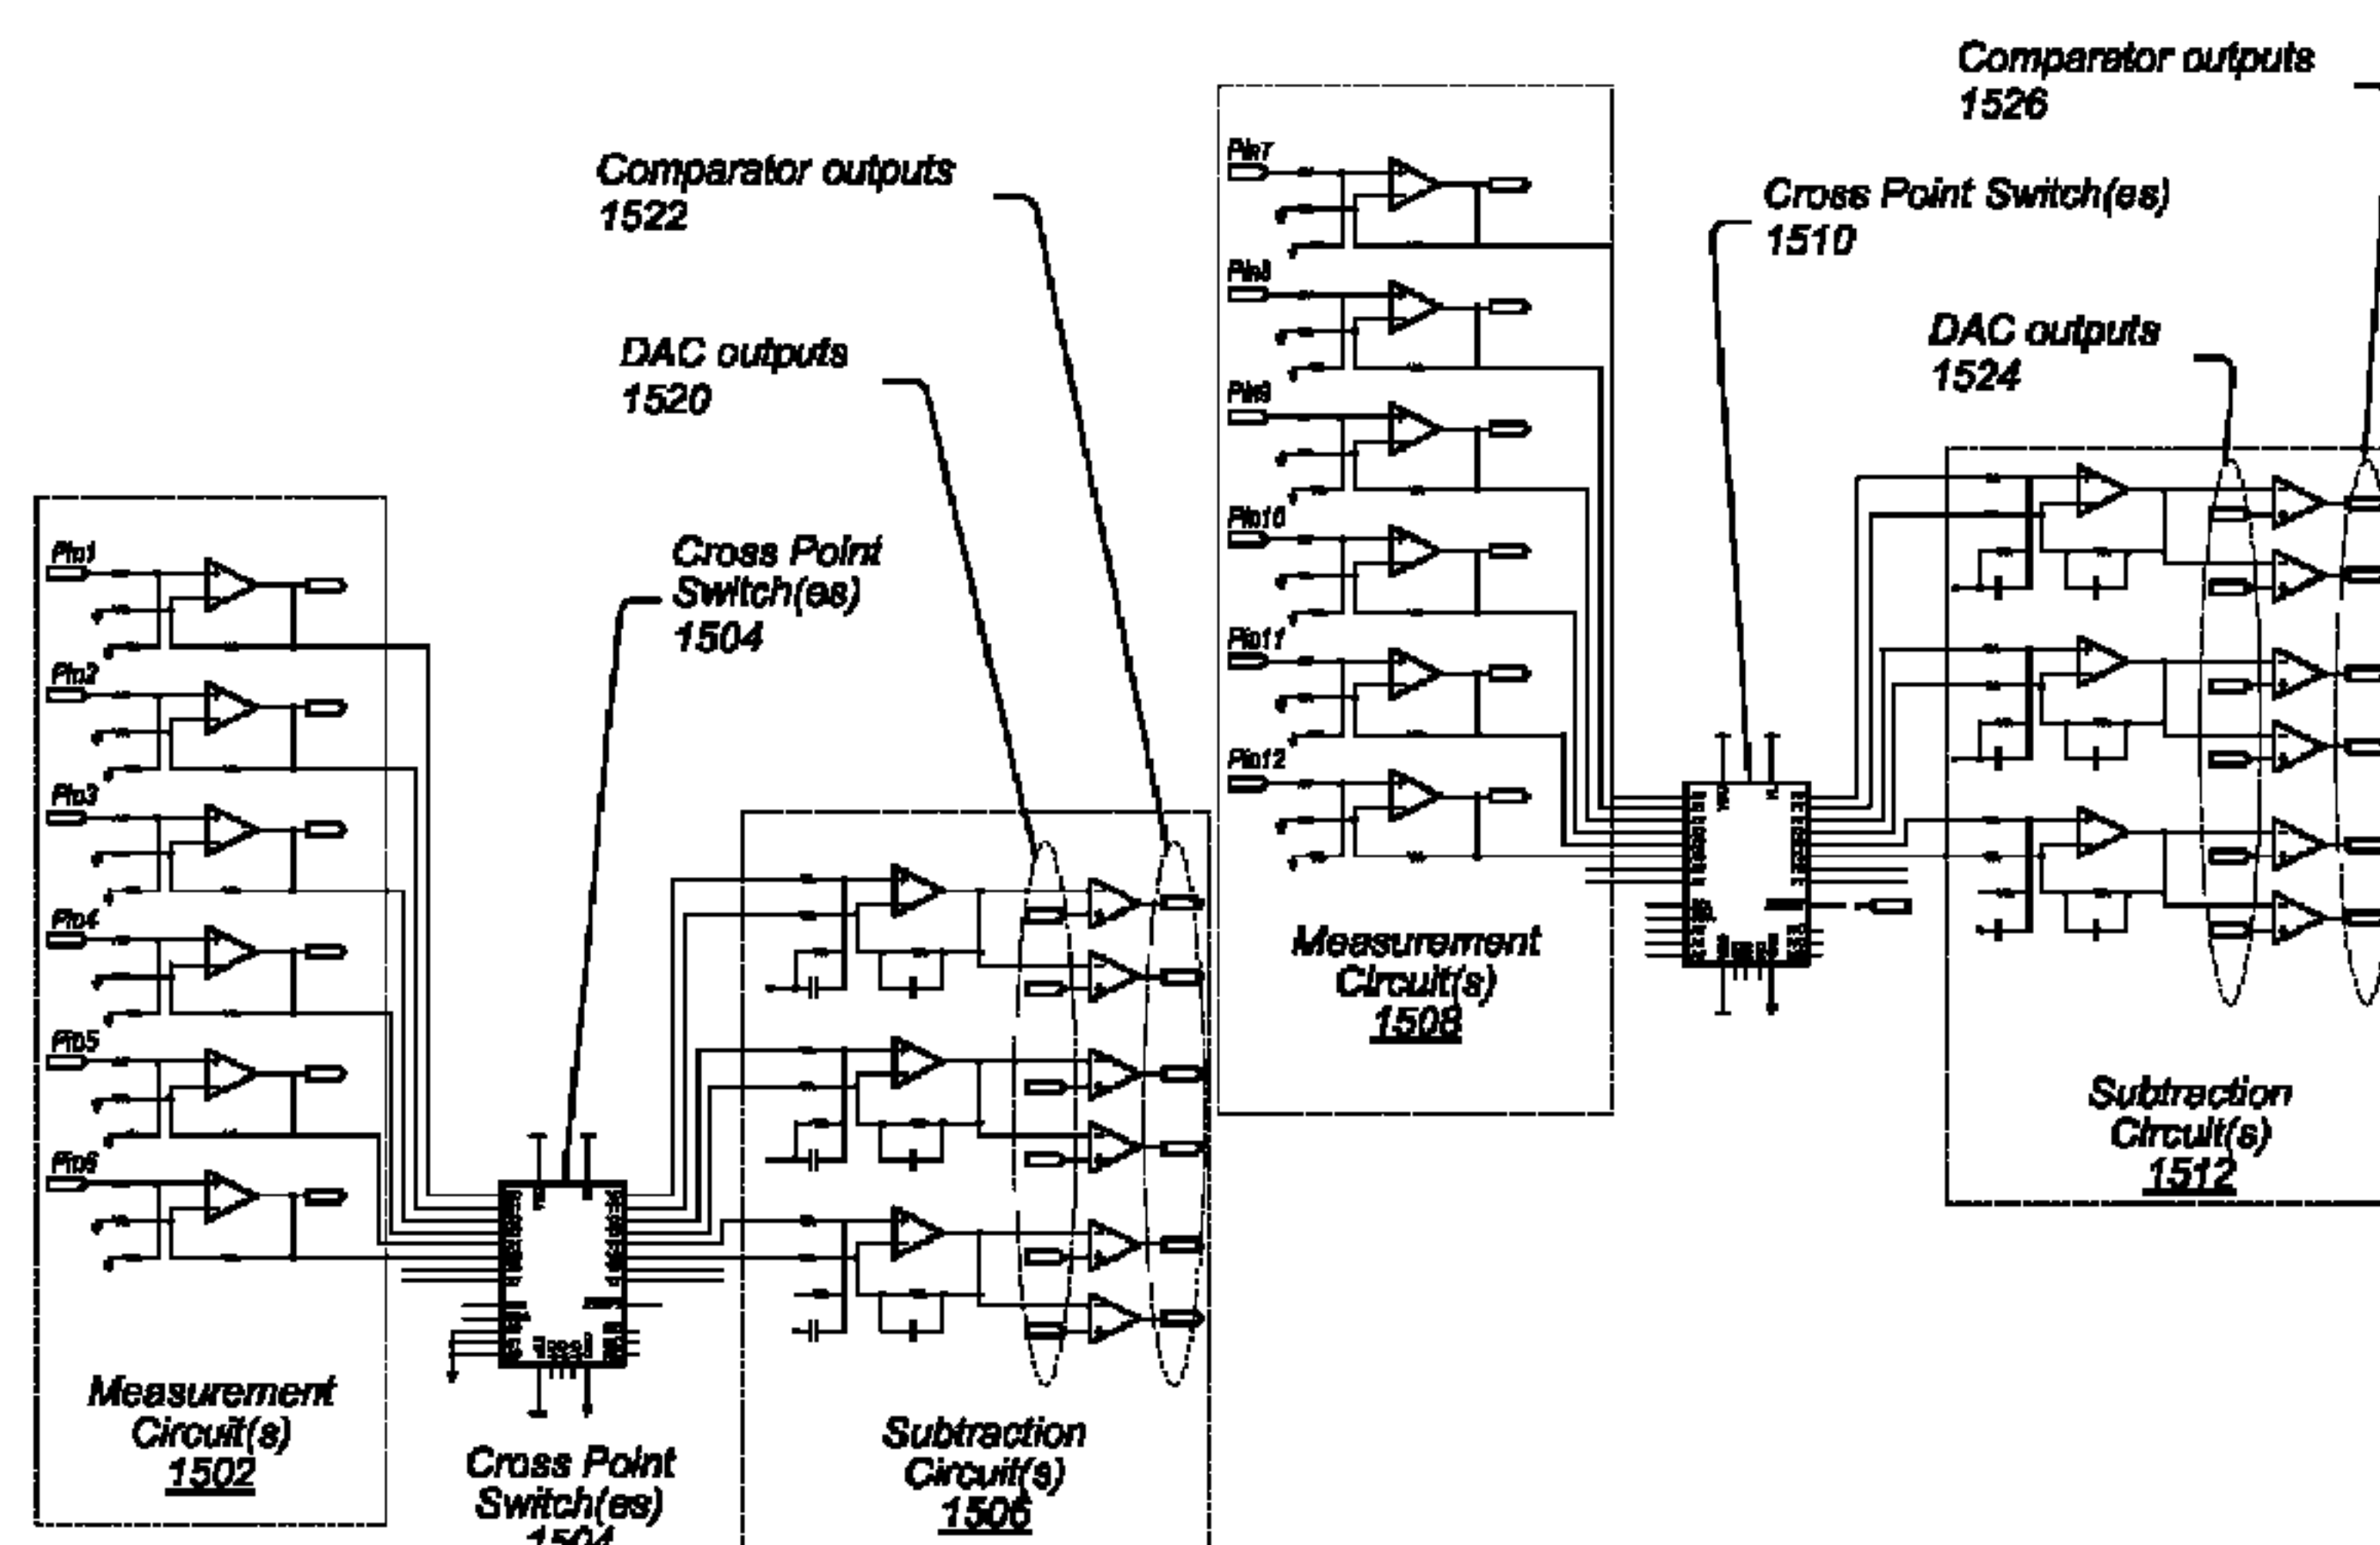 Comparator outputs
1526
Comparator outputs
1522
Cross Point Switch(es)
1510
DAC outputs
1524
DAC outputs
1520
Cross Point
Switch(es)
1504
Pin1
Pin2
Pin3
Pin4
Pin5
Pin6
Pin7
Pin8
Pin9
Pin10
Pin11
Pin12
Measurement
Circuit(s)
1508
Subtraction
Circuit(s)
1512
Measurement
Circuit(s)
1502
Cross Point
Switch(es)
1504
Subtraction
Circuit(s)
1506